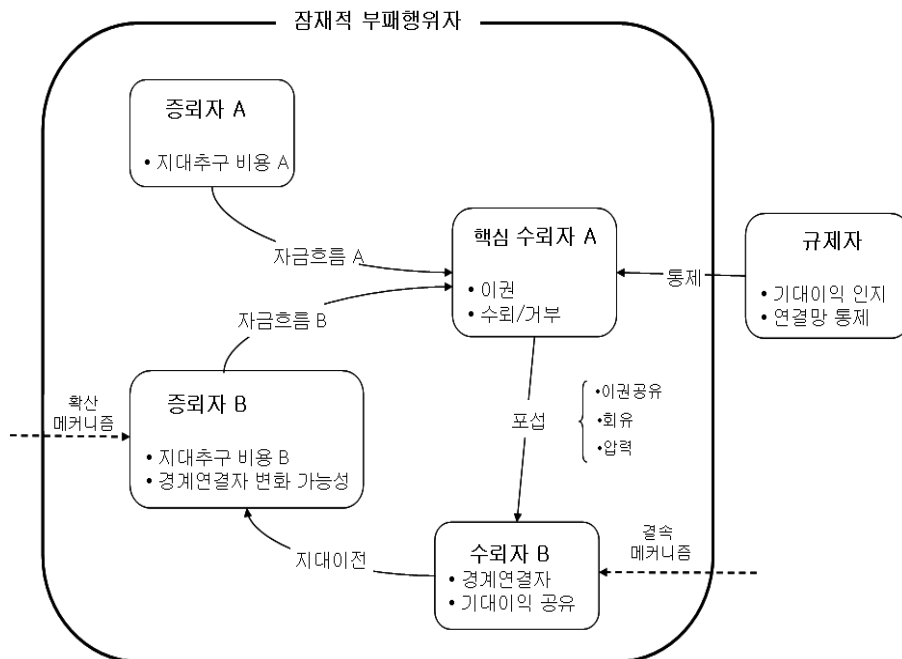 잠재적 부패행위자
증뢰자 A
• 지대추구 비용 A
자금흐름 A
핵심 수뢰자 A
• 이권
• 수뢰/거부
통제
규제자
• 기대이익 인지
• 연결망 통제
자금흐름 B
확산
메커니즘
증뢰자 B
• 지대추구 비용 B
• 경계연결자 변화 가능성
포섭
•이권공유
•회유
•압력
지대이전
수뢰자 B
• 경계연결자
• 기대이익 공유
결속
메커니즘